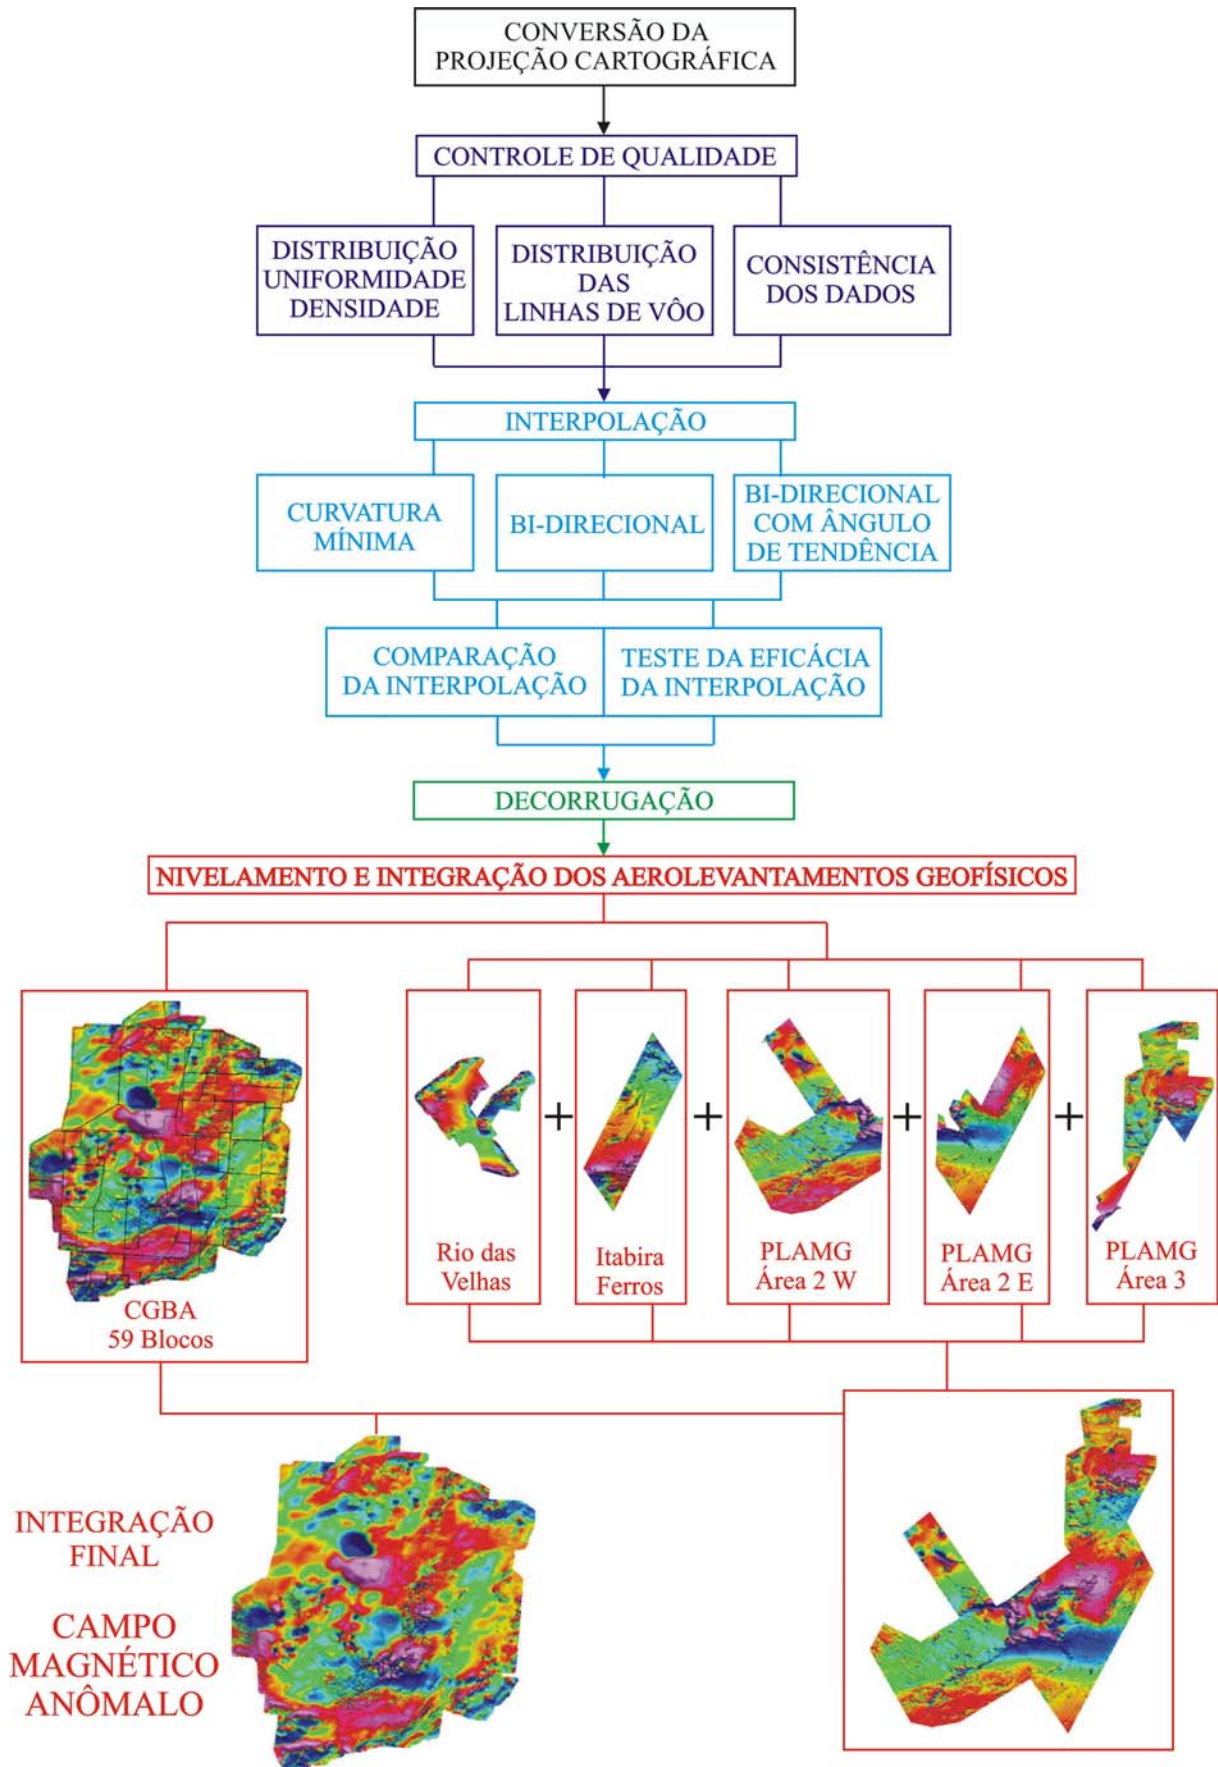 CONVERSÃO DA
PROJEÇÃO CARTOGRÁFICA
CONTROLE DE QUALIDADE
DISTRIBUIÇÃO
UNIFORMIDADE
DENSIDADE
DISTRIBUIÇÃO
DAS
LINHAS DE VÔO
CONSISTÊNCIA
DOS DADOS
INTERPOLAÇÃO
CURVATURA
MÍNIMA
BI-DIRECIONAL
BI-DIRECIONAL
COM ÂNGULO
DE TENDÊNCIA
COMPARAÇÃO
DA INTERPOLAÇÃO
TESTE DA EFICÁCIA
DA INTERPOLAÇÃO
DECORRUGAÇÃO
NIVELAMENTO E INTEGRAÇÃO DOS AEROLEVANTAMENTOS GEOFÍSICOS
CGBA
59 Blocos
Rio das
Velhas
+
Itabira
Ferros
+
PLAMG
Área 2 W
+
PLAMG
Área 2 E
+
PLAMG
Área 3
INTEGRAÇÃO
FINAL
CAMPO
MAGNÉTICO
ANÔMALO